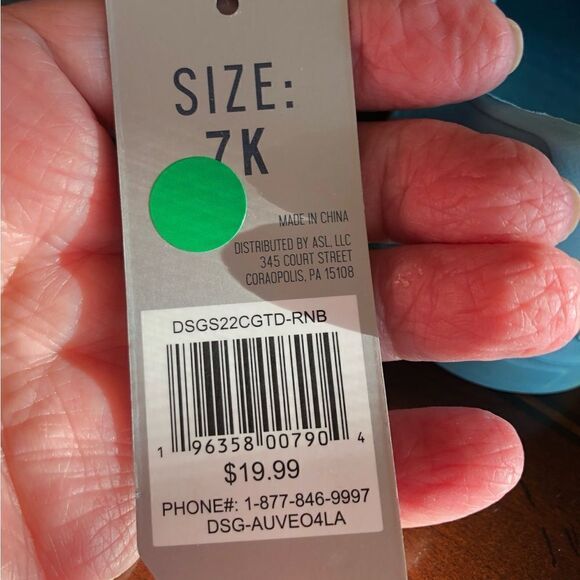 SIZE:
7K
MADE IN CHINA
DISTRIBUTED BY ASL, LLC
345 COURT STREET
CORAOPOLIS, PA 15108
DSGS22CGTD-RNB
1 96358 00790 4
$19.99
PHONE#: 1-877-846-9997
DSG-AUVEO4LA